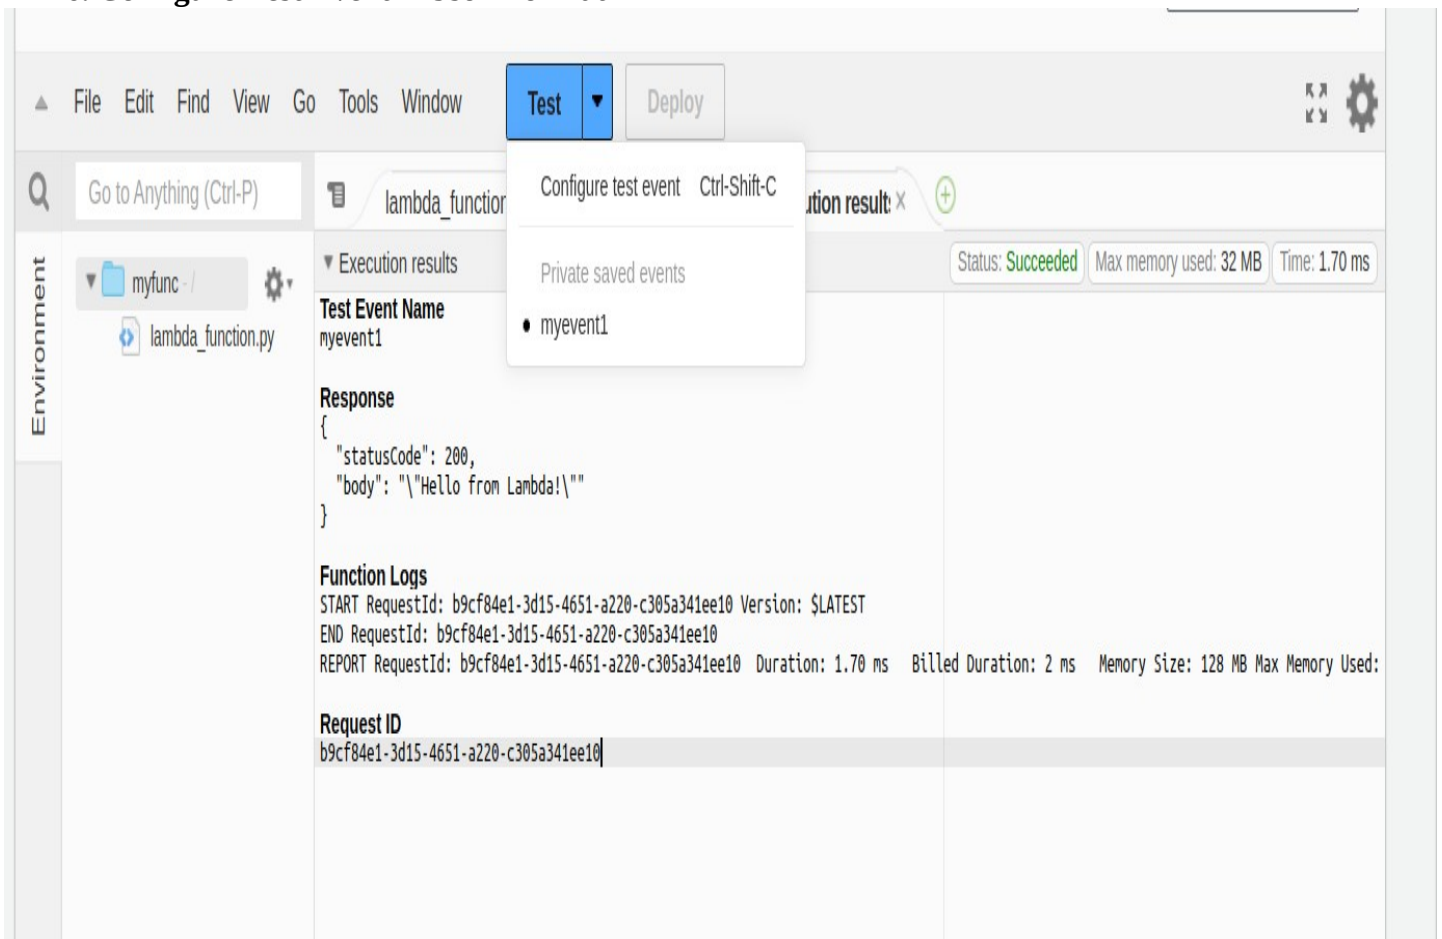 File Edit Find View Go Tools Window Test Deploy
Go to Anything (Ctrl-P)
lambda_function
Configure test event Ctrl-Shift-C
Private saved events
myevent1
Environment
myfunc - /
lambda_function.py
Execution results
Status: Succeeded Max memory used: 32 MB Time: 1.70 ms
Test Event Name
myevent1
Response
{
"statusCode": 200,
"body": "\"Hello from Lambda!\""
}
Function Logs
START RequestId: b9cf84e1-3d15-4651-a220-c305a341ee10 Version: $LATEST
END RequestId: b9cf84e1-3d15-4651-a220-c305a341ee10
REPORT RequestId: b9cf84e1-3d15-4651-a220-c305a341ee10 Duration: 1.70 ms Billed Duration: 2 ms Memory Size: 128 MB Max Memory Used:
Request ID
b9cf84e1-3d15-4651-a220-c305a341ee10